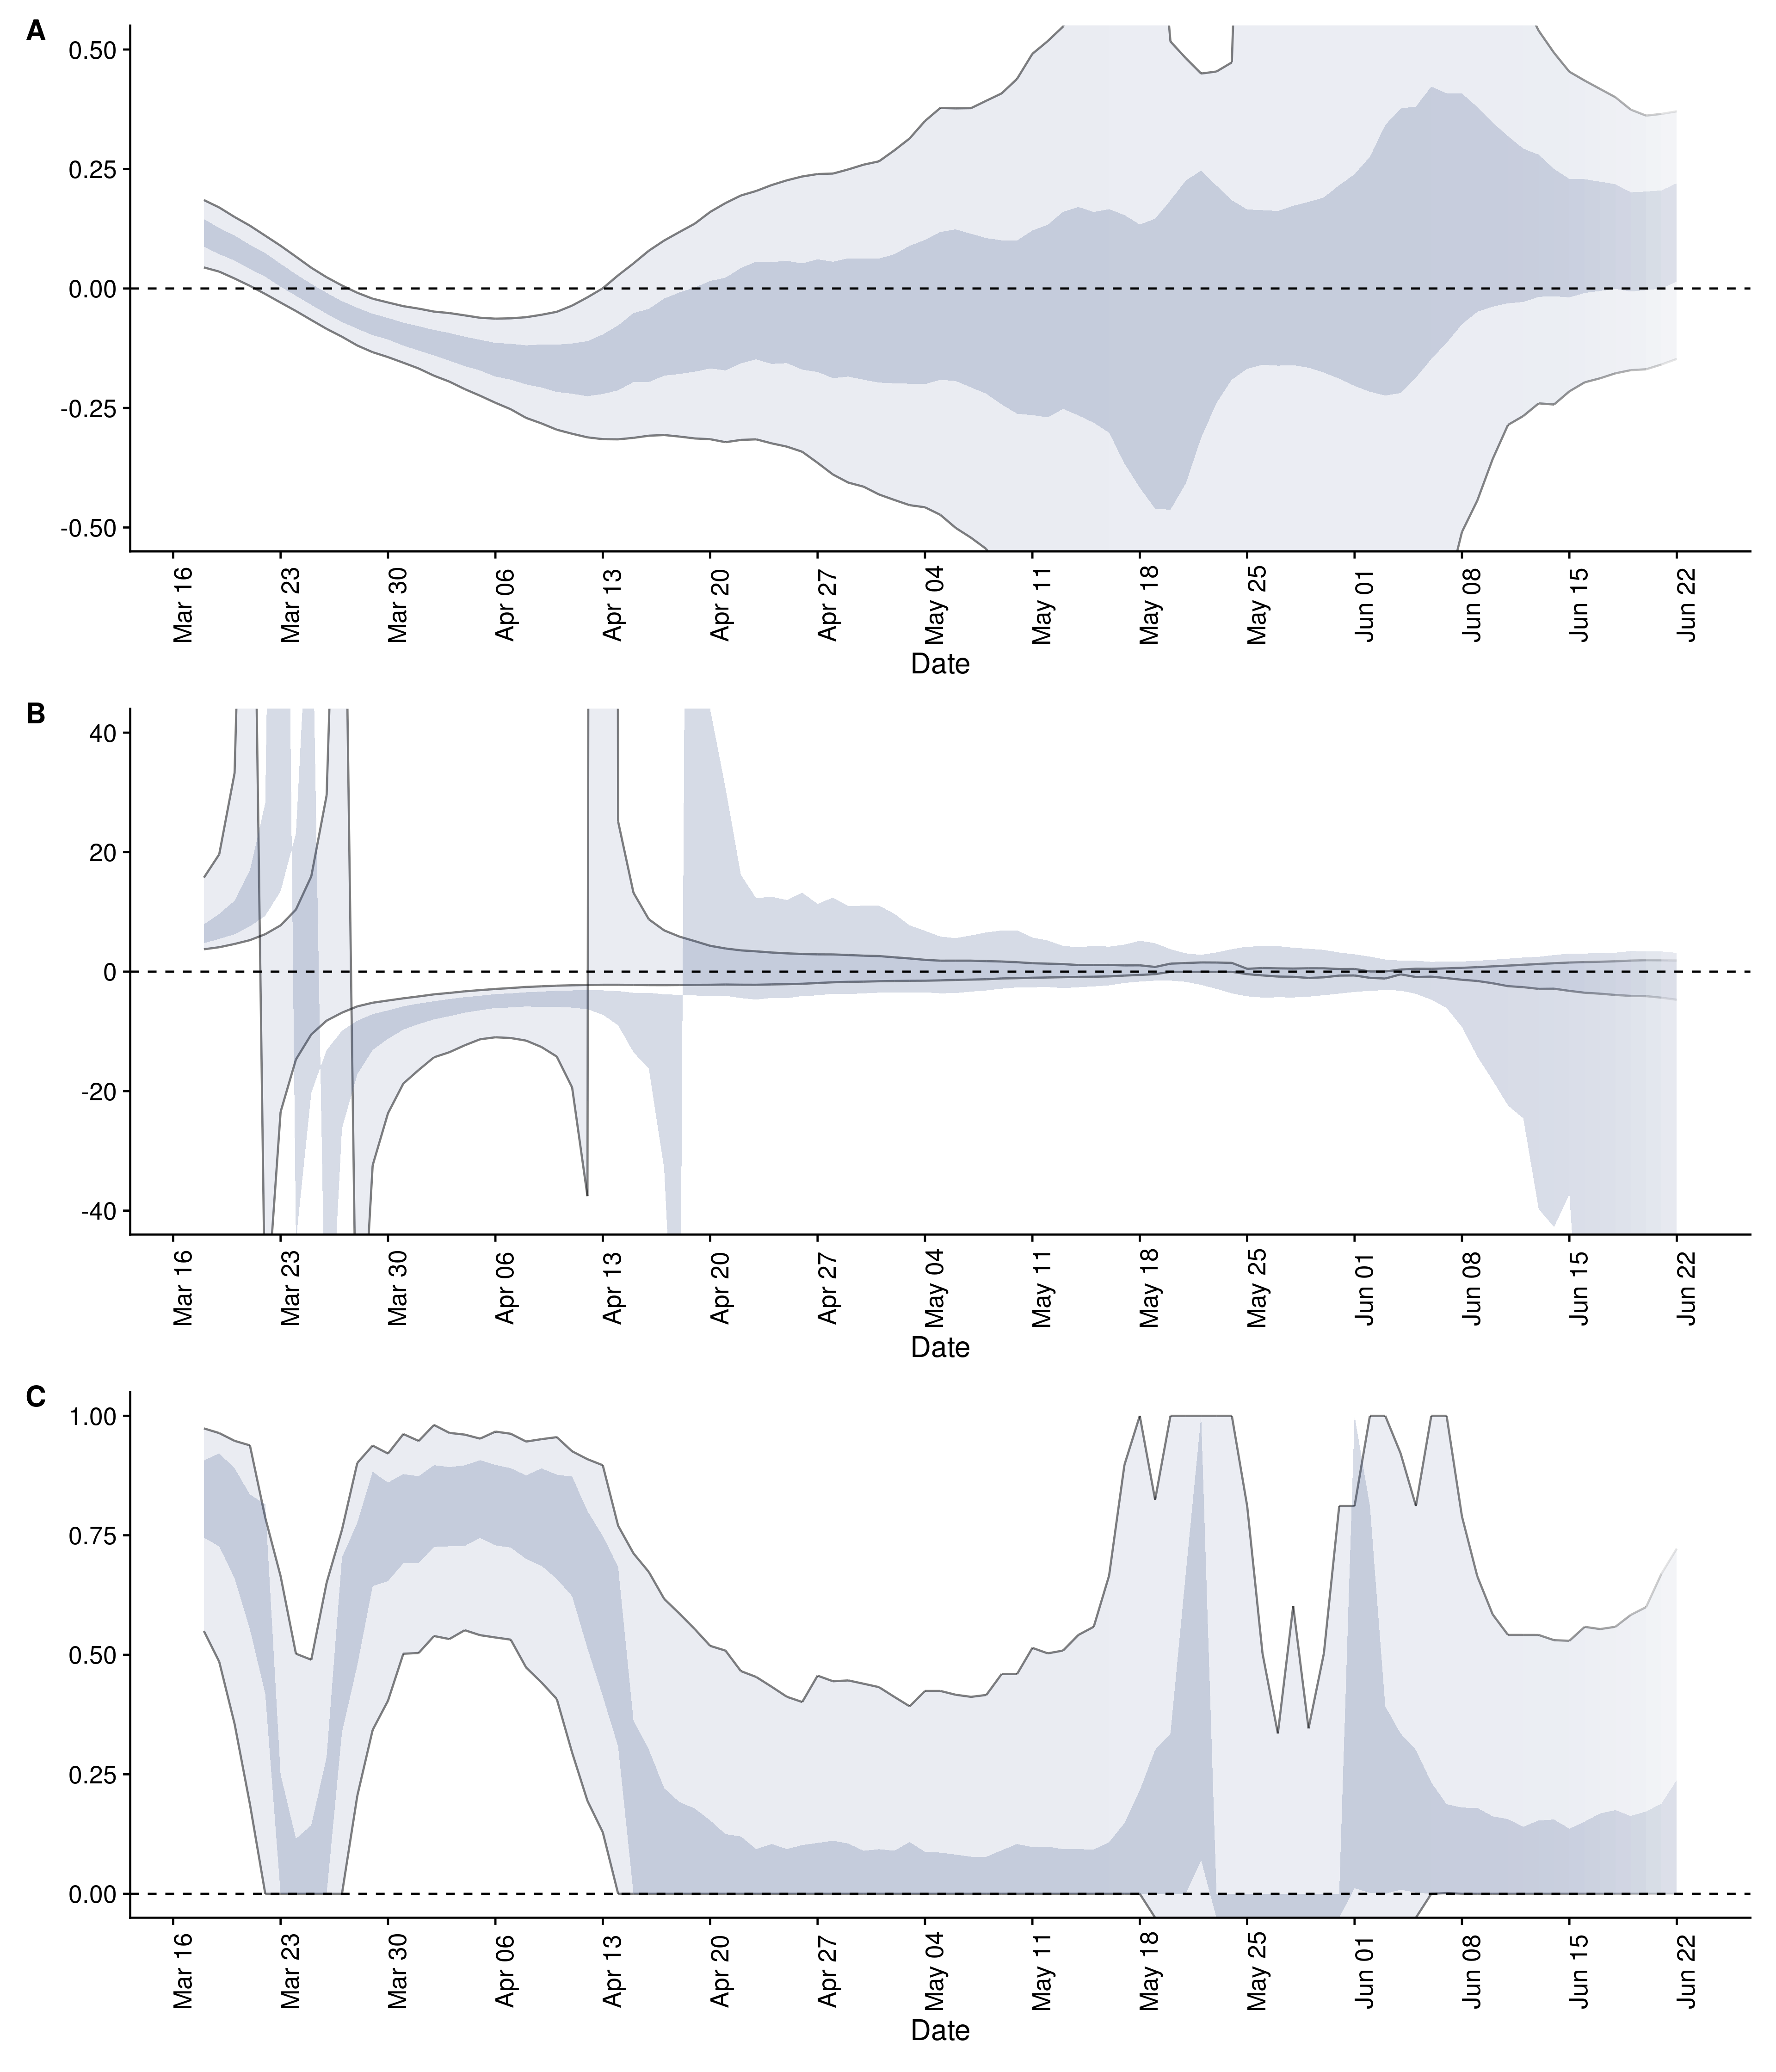 A
0.50
0.25
0.00
-0.25
-0.50
Mar 16
Mar 23
Mar 30
Apr 06
Apr 13
Apr 20
Apr 27
May 04
May 11
May 18
May 25
Jun 01
Jun 08
Jun 15
Jun 22
Date
B
40
20
0
-20
-40
Mar 16
Mar 23
Mar 30
Apr 06
Apr 13
Apr 20
Apr 27
May 04
May 11
May 18
May 25
Jun 01
Jun 08
Jun 15
Jun 22
Date
C
1.00
0.75
0.50
0.25
0.00
Mar 16
Mar 23
Mar 30
Apr 06
Apr 13
Apr 20
Apr 27
May 04
May 11
May 18
May 25
Jun 01
Jun 08
Jun 15
Jun 22
Date